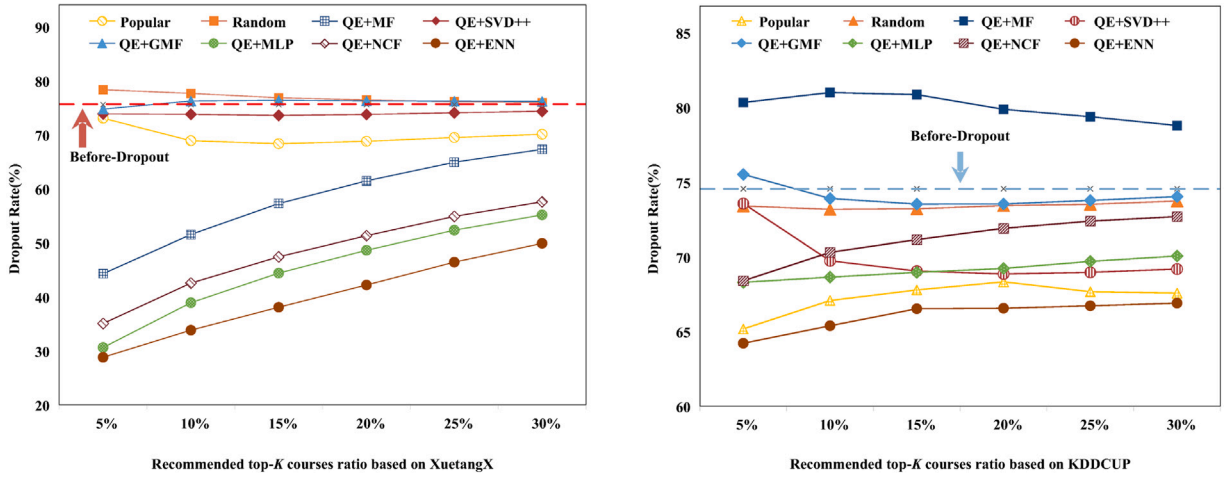 Popular Random QE+MF QE+SVD++
QE+GMF QE+MLP QE+NCF QE+ENN
90
80
70
60
50
40
30
20
Dropout Rate(%)
Before-Dropout
5% 10% 15% 20% 25% 30%
Recommended top-K courses ratio based on XuetangX
Popular Random QE+MF QE+SVD++
QE+GMF QE+MLP QE+NCF QE+ENN
85
80
75
70
65
60
Dropout Rate(%)
Before-Dropout
5% 10% 15% 20% 25% 30%
Recommended top-K courses ratio based on KDDCUP